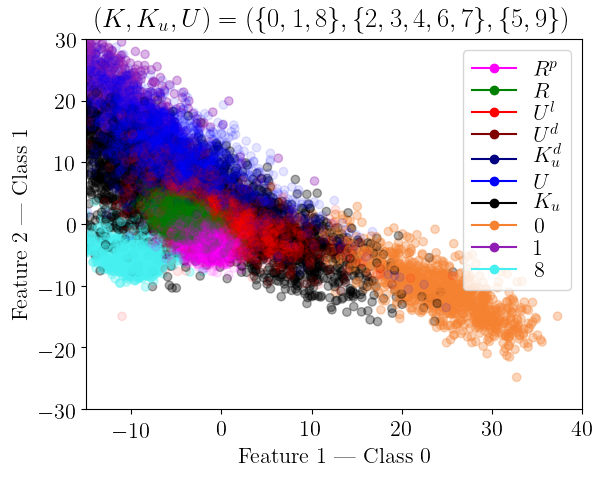 (K, K_u, U) = ({0, 1, 8}, {2, 3, 4, 6, 7}, {5, 9})
30
20
10
0
−10
−20
−30
Feature 2 — Class 1
R^p
R
U^l
U^d
K_u^d
U
K_u
0
1
8
−10
0
10
20
30
40
Feature 1 — Class 0